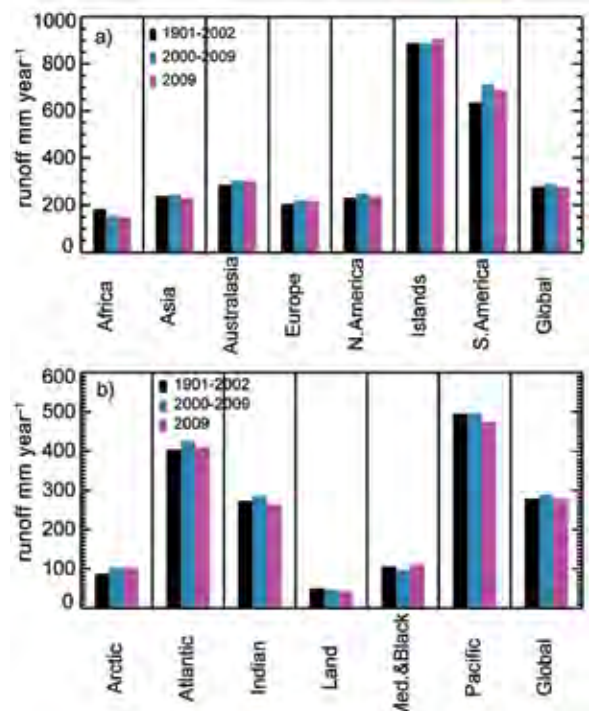 a)
1901-2002
2000-2009
2009
runoff mm year⁻¹
1000
800
600
400
200
0
Africa
Asia
Australasia
Europe
N.America
Islands
S.America
Global
b)
1901-2002
2000-2009
2009
runoff mm year⁻¹
600
500
400
300
200
100
0
Arctic
Atlantic
Indian
Land
Med.&Black
Pacific
Global